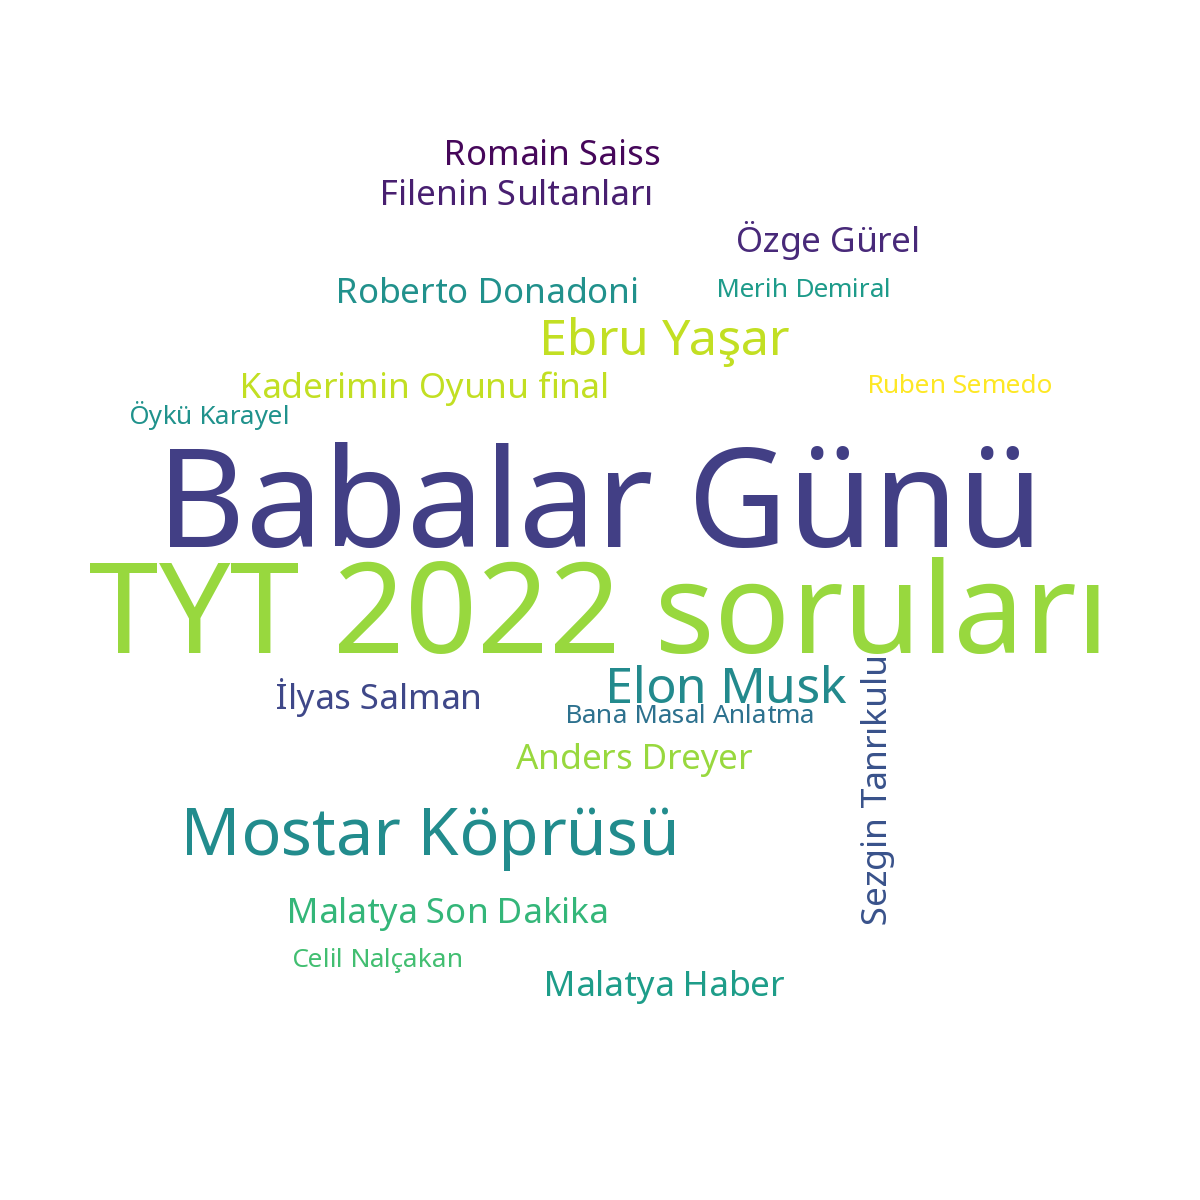 Romain Saiss
Filenin Sultanları
Özge Gürel
Roberto Donadoni
Merih Demiral
Ebru Yaşar
Kaderimin Oyunu final
Ruben Semedo
Öykü Karayel
Babalar Günü
TYT 2022 soruları
Elon Musk
İlyas Salman
Bana Masal Anlatma
Sezgin Tanrıkulu
Anders Dreyer
Mostar Köprüsü
Malatya Son Dakika
Celil Nalçakan
Malatya Haber